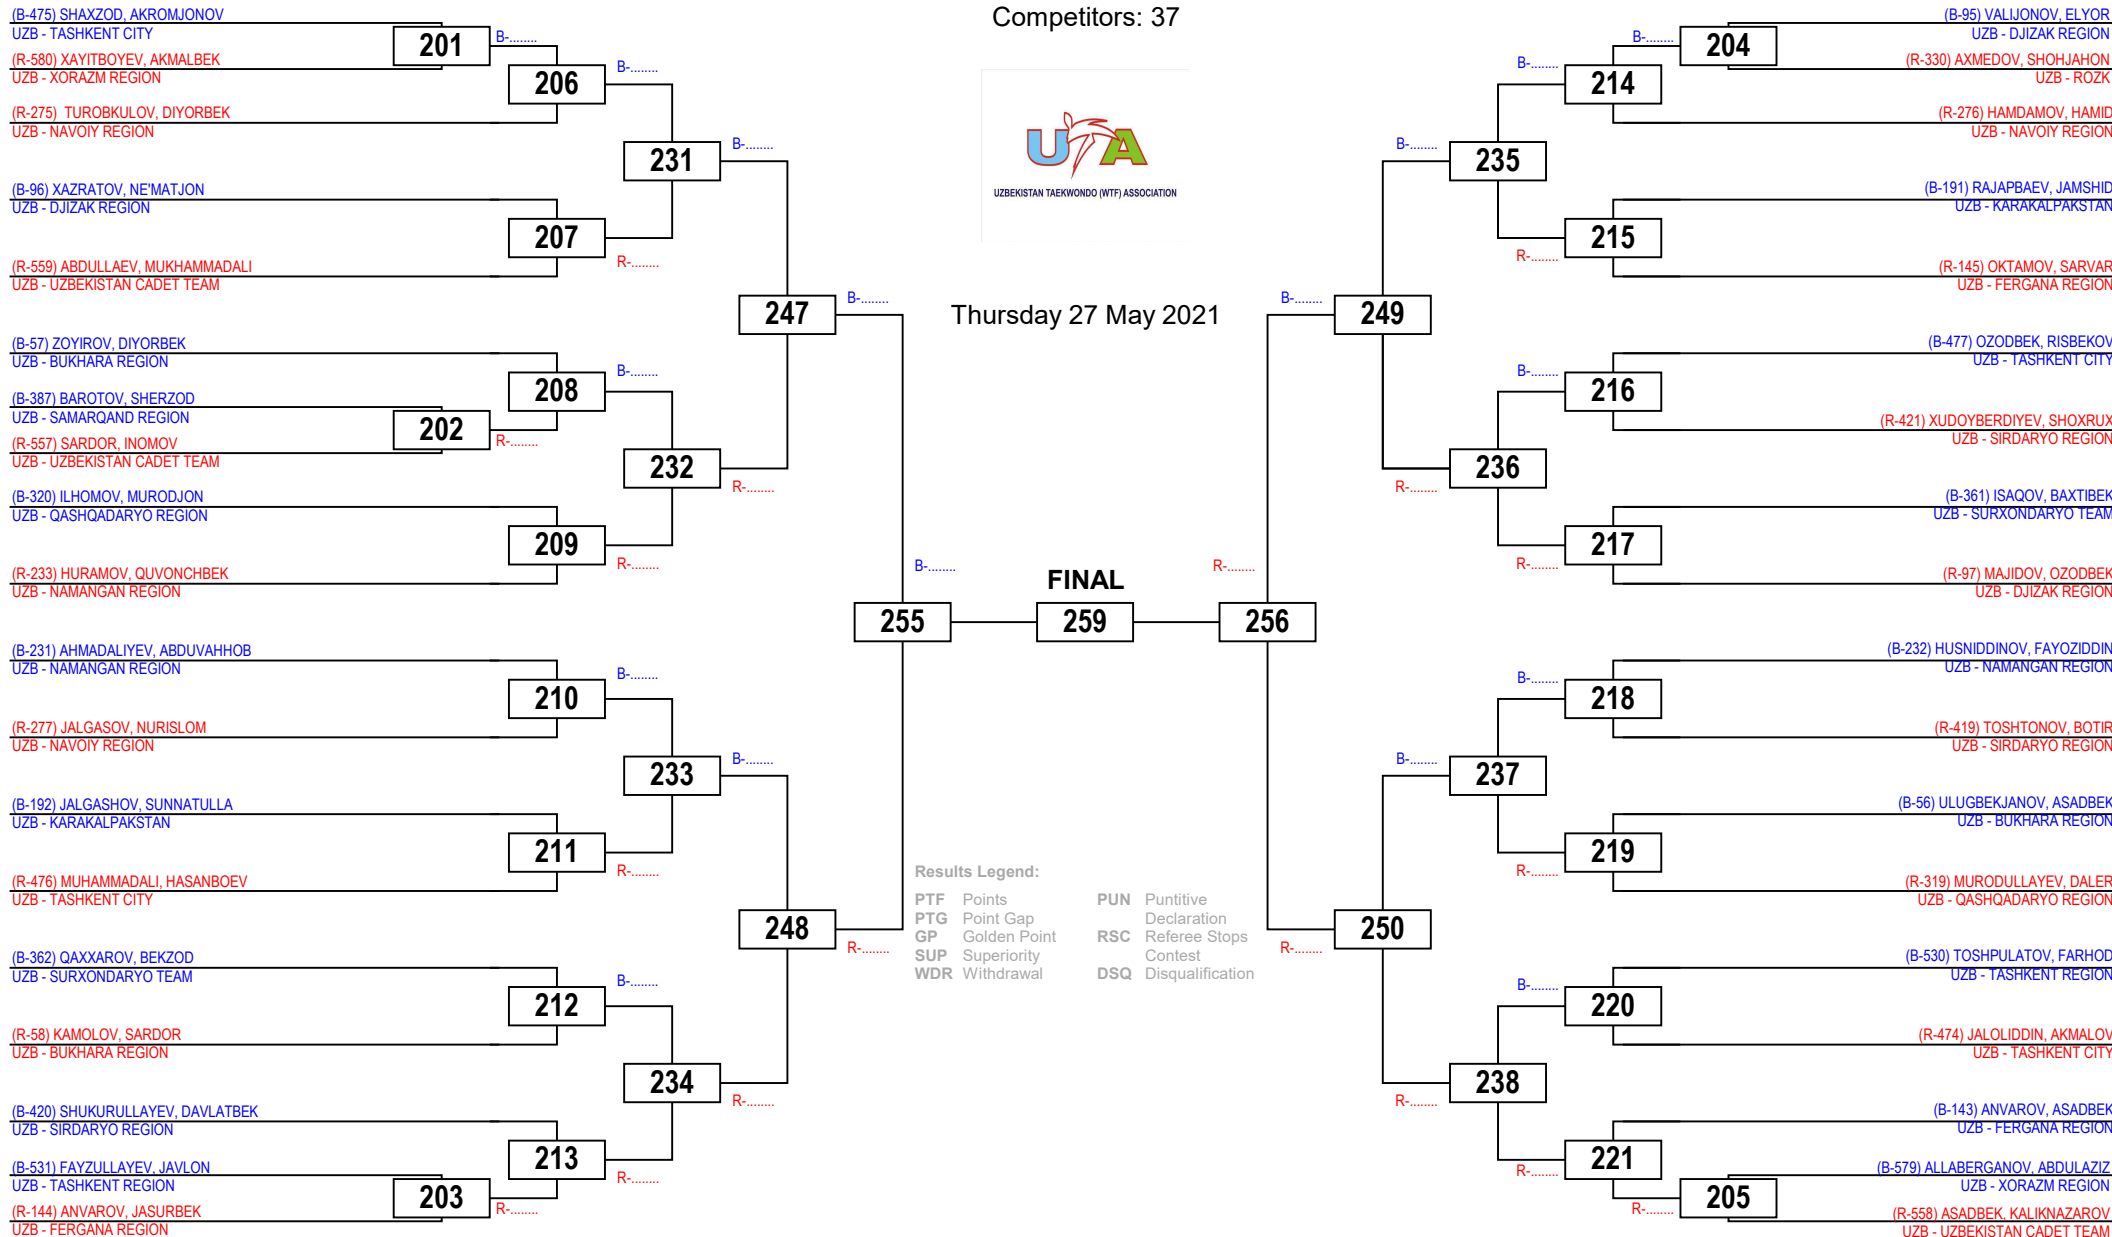 Competitors: 37
UTA
UZBEKISTAN TAEKWONDO (WTF) ASSOCIATION
Thursday 27 May 2021
(B-475) SHAXZOD, AKROMJONOV
UZB - TASHKENT CITY
201
B-........
(R-580) XAYITBOYEV, AKMALBEK
UZB - XORAZM REGION
206
B-........
(R-275) TUROBKULOV, DIYORBEK
UZB - NAVOIY REGION
231
B-........
(B-96) XAZRATOV, NE'MATJON
UZB - DJIZAK REGION
207
R-........
(R-559) ABDULLAEV, MUKHAMMADALI
UZB - UZBEKISTAN CADET TEAM
247
B-........
(B-57) ZOYIROV, DIYORBEK
UZB - BUKHARA REGION
208
B-........
(B-387) BAROTOV, SHERZOD
UZB - SAMARQAND REGION
202
R-........
(R-557) SARDOR, INOMOV
UZB - UZBEKISTAN CADET TEAM
232
R-........
(B-320) ILHOMOV, MURODJON
UZB - QASHQADARYO REGION
209
R-........
(R-233) HURAMOV, QUVONCHBEK
UZB - NAMANGAN REGION
B-........
255
(B-231) AHMADALIYEV, ABDUVAHHOB
UZB - NAMANGAN REGION
210
B-........
(R-277) JALGASOV, NURISLOM
UZB - NAVOIY REGION
233
B-........
(B-192) JALGASHOV, SUNNATULLA
UZB - KARAKALPAKSTAN
211
R-........
(R-476) MUHAMMADALI, HASANBOEV
UZB - TASHKENT CITY
248
R-........
(B-362) QAXXAROV, BEKZOD
UZB - SURXONDARYO TEAM
212
B-........
(R-58) KAMOLOV, SARDOR
UZB - BUKHARA REGION
234
R-........
(B-420) SHUKURULLAYEV, DAVLATBEK
UZB - SIRDARYO REGION
213
R-........
(B-531) FAYZULLAYEV, JAVLON
UZB - TASHKENT REGION
203
R-........
(R-144) ANVAROV, JASURBEK
UZB - FERGANA REGION
FINAL
259
Results Legend:
PTF Points
PTG Point Gap
GP Golden Point
SUP Superiority
WDR Withdrawal
PUN Puntitive
Declaration
RSC Referee Stops
Contest
DSQ Disqualification
(B-95) VALIJONOV, ELYOR
UZB - DJIZAK REGION
B-........
204
(R-330) AXMEDOV, SHOHJAHON
UZB - ROZK
B-........
214
(R-276) HAMDAMOV, HAMID
UZB - NAVOIY REGION
B-........
235
(B-191) RAJAPBAEV, JAMSHID
UZB - KARAKALPAKSTAN
R-........
215
(R-145) OKTAMOV, SARVAR
UZB - FERGANA REGION
B-........
249
(B-477) OZODBEK, RISBEKOV
UZB - TASHKENT CITY
B-........
216
(R-421) XUDOYBERDIYEV, SHOXRUX
UZB - SIRDARYO REGION
R-........
236
(B-361) ISAQOV, BAXTIBEK
UZB - SURXONDARYO TEAM
R-........
217
(R-97) MAJIDOV, OZODBEK
UZB - DJIZAK REGION
R-........
256
(B-232) HUSNIDDINOV, FAYOZIDDIN
UZB - NAMANGAN REGION
B-........
218
(R-419) TOSHTONOV, BOTIR
UZB - SIRDARYO REGION
B-........
237
(B-56) ULUGBEKJANOV, ASADBEK
UZB - BUKHARA REGION
R-........
219
(R-319) MURODULLAYEV, DALER
UZB - QASHQADARYO REGION
R-........
250
(B-530) TOSHPULATOV, FARHOD
UZB - TASHKENT REGION
B-........
220
(R-474) JALOLIDDIN, AKMALOV
UZB - TASHKENT CITY
R-........
238
(B-143) ANVAROV, ASADBEK
UZB - FERGANA REGION
R-........
221
(B-579) ALLABERGANOV, ABDULAZIZ
UZB - XORAZM REGION
R-........
205
(R-558) ASADBEK, KALIKNAZAROV
UZB - UZBEKISTAN CADET TEAM